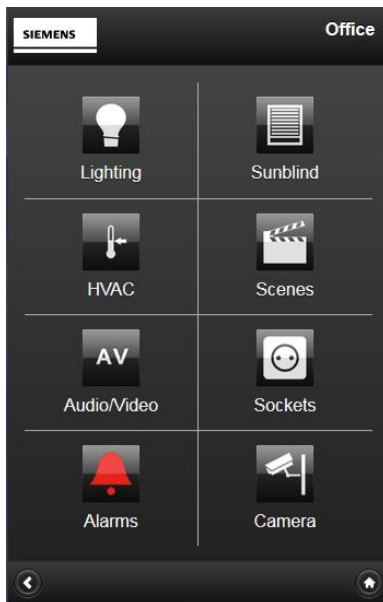 SIEMENS
Office
Lighting
Sunblind
HVAC
Scenes
AV
Audio/Video
Sockets
Alarms
Camera